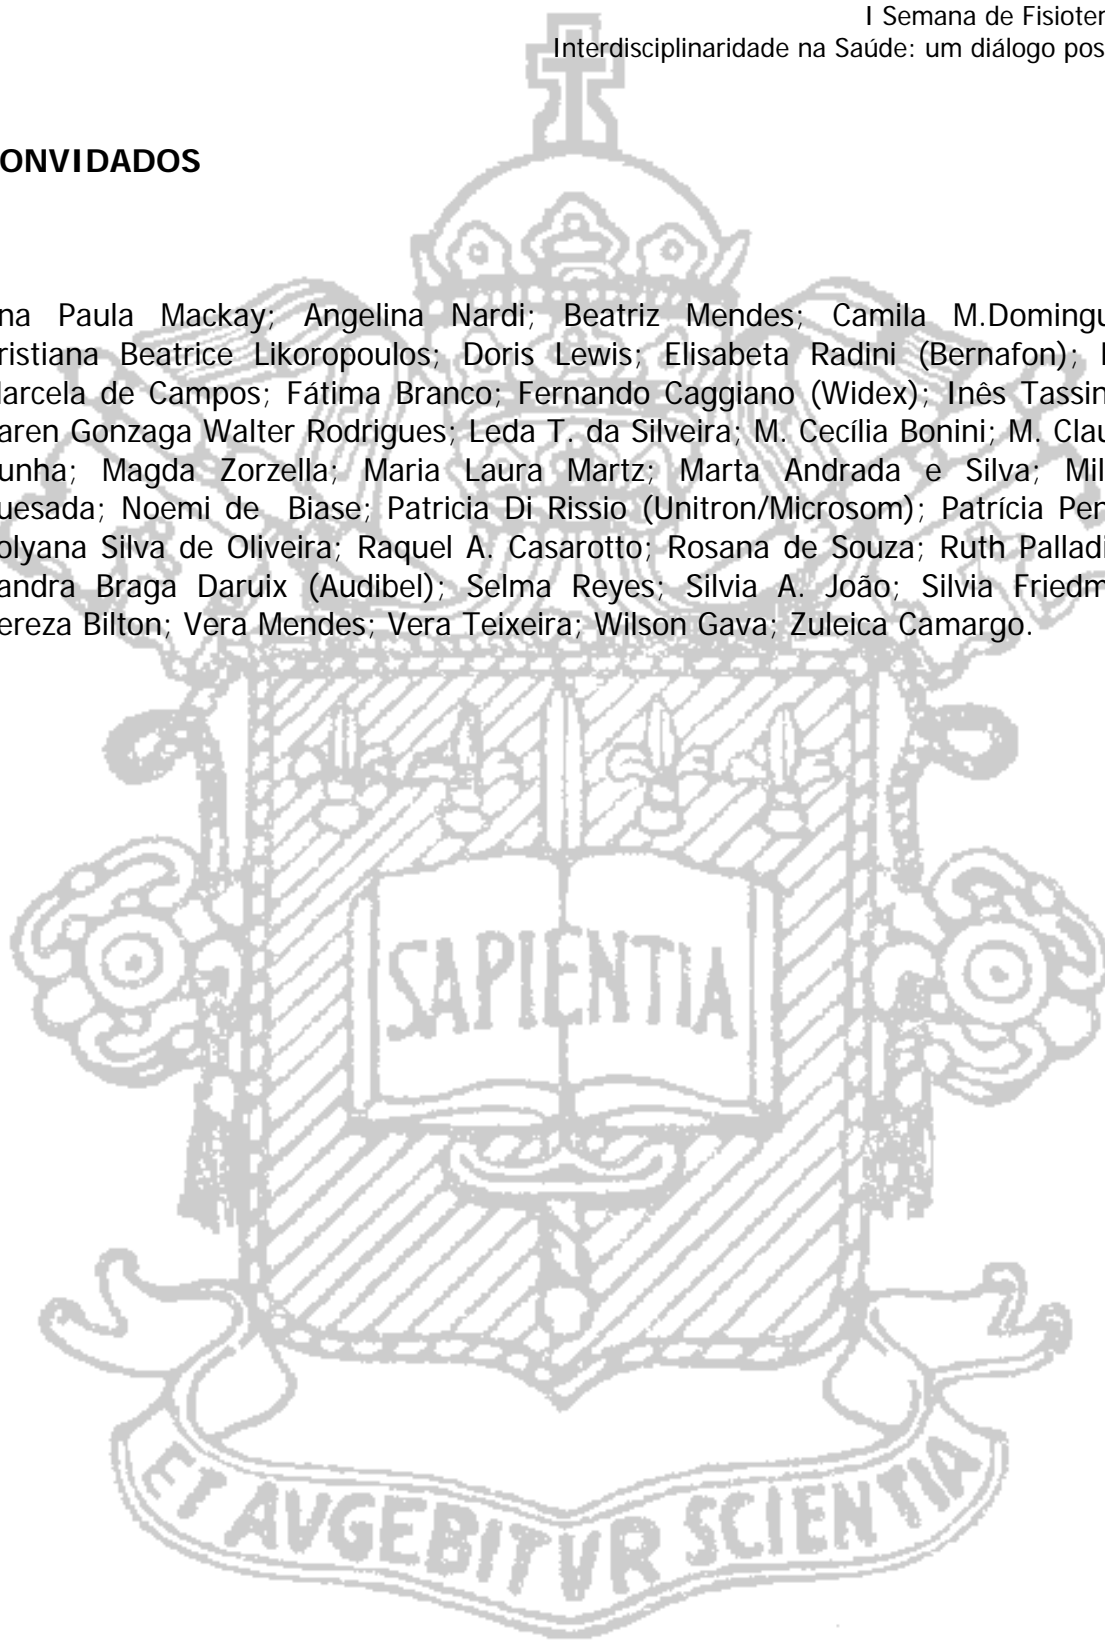 I Semana de Fisioter
Interdisciplinaridade na Saúde: um diálogo pos
ONVIDADOS
na Paula Mackay; Angelina Nardi; Beatriz Mendes; Camila M.Domingu
ristiana Beatrice Likoropoulos; Doris Lewis; Elisabeta Radini (Bernafon);
arcela de Campos; Fátima Branco; Fernando Caggiano (Widex); Inês Tassin
aren Gonzaga Walter Rodrigues; Leda T. da Silveira; M. Cecília Bonini; M. Clau
unha; Magda Zorzella; Maria Laura Martz; Marta Andrada e Silva; Mil
uesada; Noemi de Biase; Patricia Di Rissio (Unitron/Microsom); Patrícia Pen
olyana Silva de Oliveira; Raquel A. Casarotto; Rosana de Souza; Ruth Palladi
andra Braga Daruix (Audibel); Selma Reyes; Silvia A. João; Silvia Friedm
ereza Bilton; Vera Mendes; Vera Teixeira; Wilson Gava; Zuleica Camargo.
SAPIENTIA
ET AVGEBITVR SCIENTIA